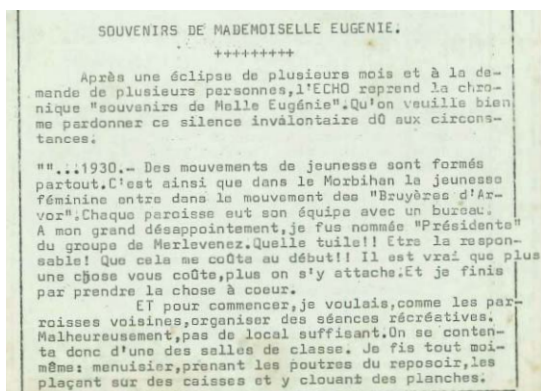 SOUVENIRS DE MADEMOISELLE EUGENIE.
+++++++++
Après une éclipse de plusieurs mois et à la de-
mande de plusieurs personnes,l'ECHO reprend la chro-
nique "souvenirs de Melle Eugénie".Qu'on veuille bien
me pardonner ce silence invàlontaire dû aux circons-
tances.
""...1930.- Des mouvements de jeunesse sont formés
partout.C'est ainsi que dans le Morbihan la jeunesse
féminine entre dans le mouvement des "Bruyères d'Ar-
vor".Chaque paroisse eut son équipe avec un bureau.
A mon grand désappointement,je fus nommée "Présidente"
du groupe de Merlevenez.Quelle tuile!! Etre la respon-
sable! Que cela me coûta au début!! Il est vrai que plus
une chose vous coûte,plus on s'y attache.Et je finis
par prendre la chose à coeur.
ET pour commencer,je voulais,comme les par-
roisses voisines,organiser des séances récréatives.
Malheureusement,pas de local suffisant.On se conten-
ta donc d'une des salles de classe. Je fis tout moi-
même: menuisier,prenant les poutres du reposoir,les
plaçant sur des caisses et y clouant des planches.